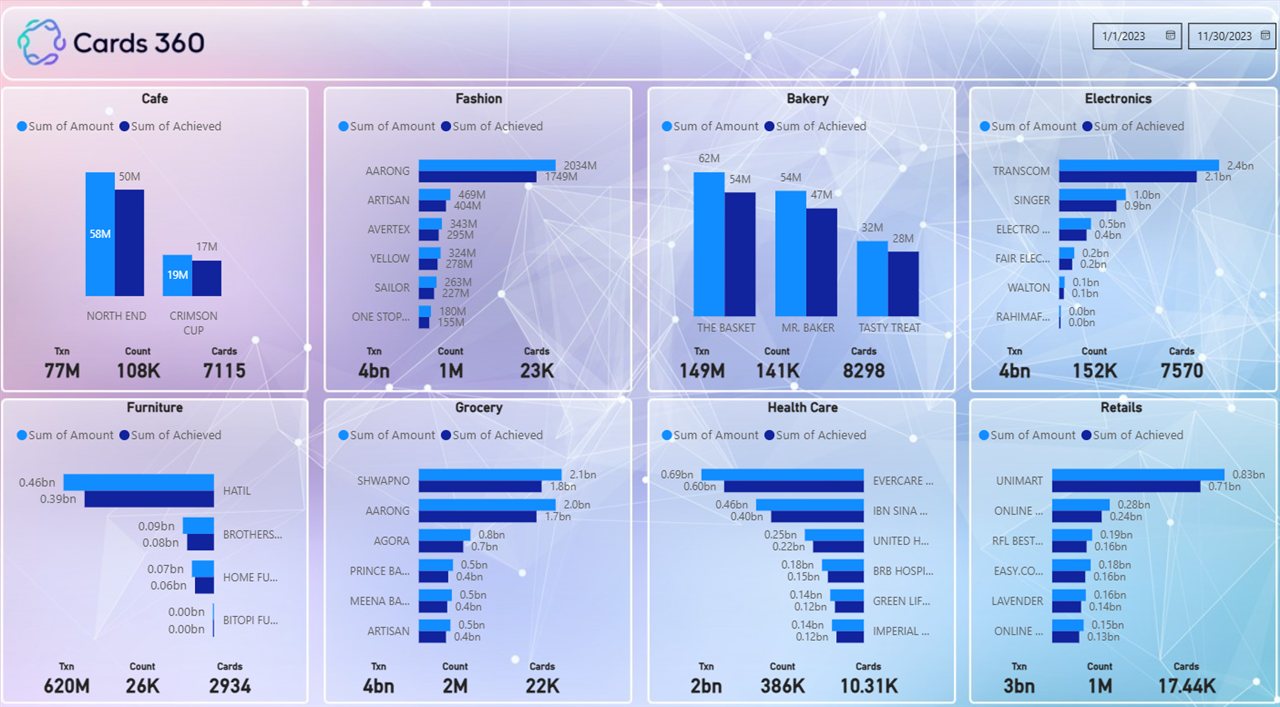 Cards 360
1/1/2023
11/30/2023
Cafe
Sum of Amount Sum of Achieved
58M
50M
19M
17M
NORTH END
CRIMSON
CUP
Txn Count Cards
77M 108K 7115
Fashion
Sum of Amount Sum of Achieved
AARONG 2034M
1749M
ARTISAN 469M
404M
AVERTEX 343M
295M
YELLOW 324M
278M
SAILOR 263M
227M
ONE STOP... 180M
155M
Txn Count Cards
4bn 1M 23K
Bakery
Sum of Amount Sum of Achieved
62M
54M
54M
47M
32M
28M
THE BASKET MR. BAKER TASTY TREAT
Txn Count Cards
149M 141K 8298
Electronics
Sum of Amount Sum of Achieved
TRANSCOM 2.4bn
2.1bn
SINGER 1.0bn
0.9bn
ELECTRO ... 0.5bn
0.4bn
FAIR ELEC... 0.2bn
0.2bn
WALTON 0.1bn
0.1bn
RAHIMAF... 0.0bn
0.0bn
Txn Count Cards
4bn 152K 7570
Furniture
Sum of Amount Sum of Achieved
0.46bn
0.39bn HATIL
0.09bn
0.08bn BROTHERS...
0.07bn
0.06bn HOME FU...
0.00bn
0.00bn BITOPI FU...
Txn Count Cards
620M 26K 2934
Grocery
Sum of Amount Sum of Achieved
SHWAPNO 2.1bn
1.8bn
AARONG 2.0bn
1.7bn
AGORA 0.8bn
0.7bn
PRINCE BA... 0.5bn
0.4bn
MEENA BA... 0.5bn
0.4bn
ARTISAN 0.5bn
0.4bn
Txn Count Cards
4bn 2M 22K
Health Care
Sum of Amount Sum of Achieved
0.69bn
0.60bn EVERCARE ...
0.46bn
0.40bn IBN SINA ...
0.25bn
0.22bn UNITED H...
0.18bn
0.15bn BRB HOSPI...
0.14bn
0.12bn GREEN LIF...
0.14bn
0.12bn IMPERIAL ...
Txn Count Cards
2bn 386K 10.31K
Retails
Sum of Amount Sum of Achieved
UNIMART 0.83bn
0.71bn
ONLINE ... 0.28bn
0.24bn
RFL BEST... 0.19bn
0.16bn
EASY.CO... 0.18bn
0.16bn
LAVENDER 0.16bn
0.14bn
ONLINE ... 0.15bn
0.13bn
Txn Count Cards
3bn 1M 17.44K